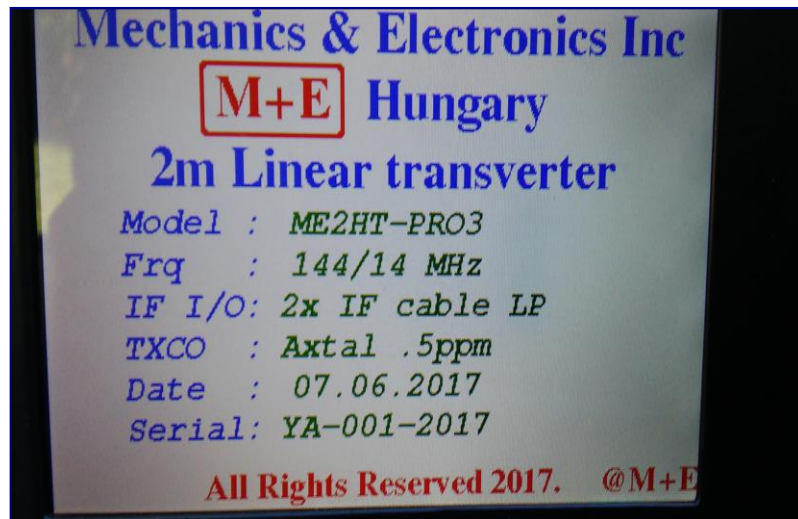 Mechanics & Electronics Inc
M+E Hungary
2m Linear transverter
Model : ME2HT-PRO3
Frq : 144/14 MHz
IF I/O: 2x IF cable LP
TXCO : Axtal .5ppm
Date : 07.06.2017
Serial: YA-001-2017
All Rights Reserved 2017. @M+E